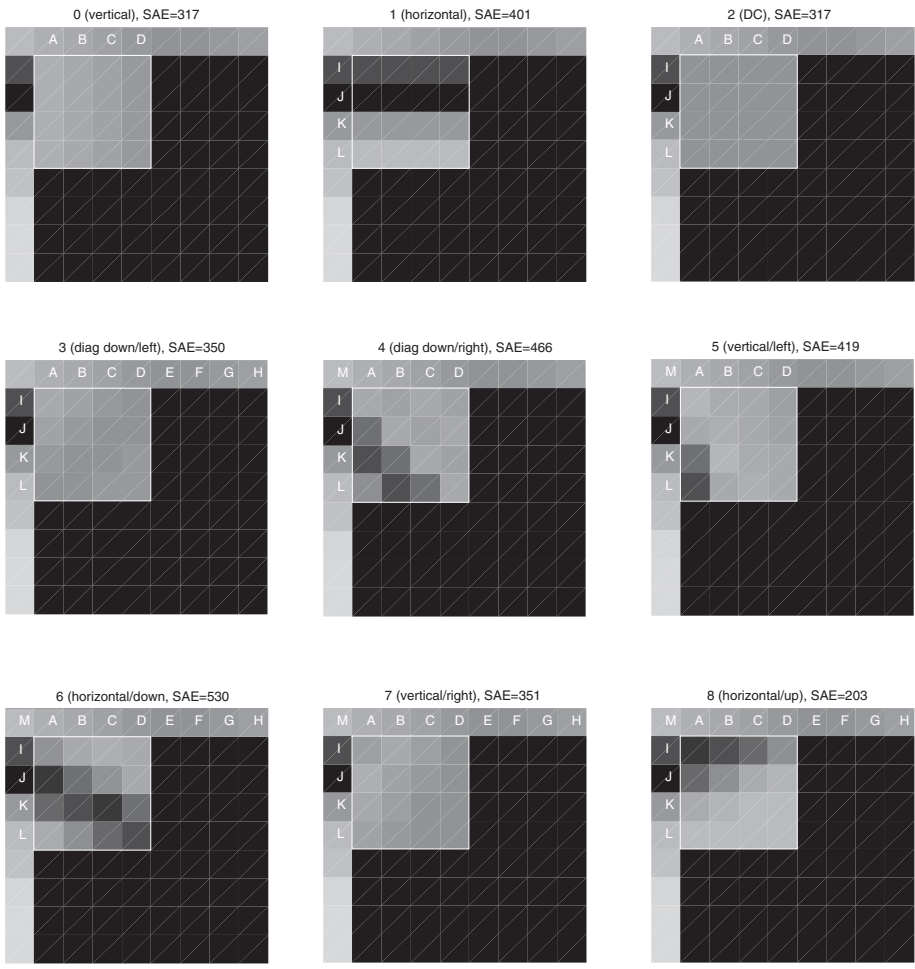 0 (vertical), SAE=317
1 (horizontal), SAE=401
2 (DC), SAE=317
A B C D
A B C D
I
I
J
J
K
K
L
L
3 (diag down/left), SAE=350
4 (diag down/right), SAE=466
5 (vertical/left), SAE=419
A B C D E F G H
M A B C D
M A B C D
I
I
I
J
J
J
K
K
K
L
L
L
6 (horizontal/down, SAE=530
7 (vertical/right), SAE=351
8 (horizontal/up), SAE=203
M A B C D E F G H
M A B C D E F G H
M A B C D E F G H
I
I
I
J
J
J
K
K
K
L
L
L